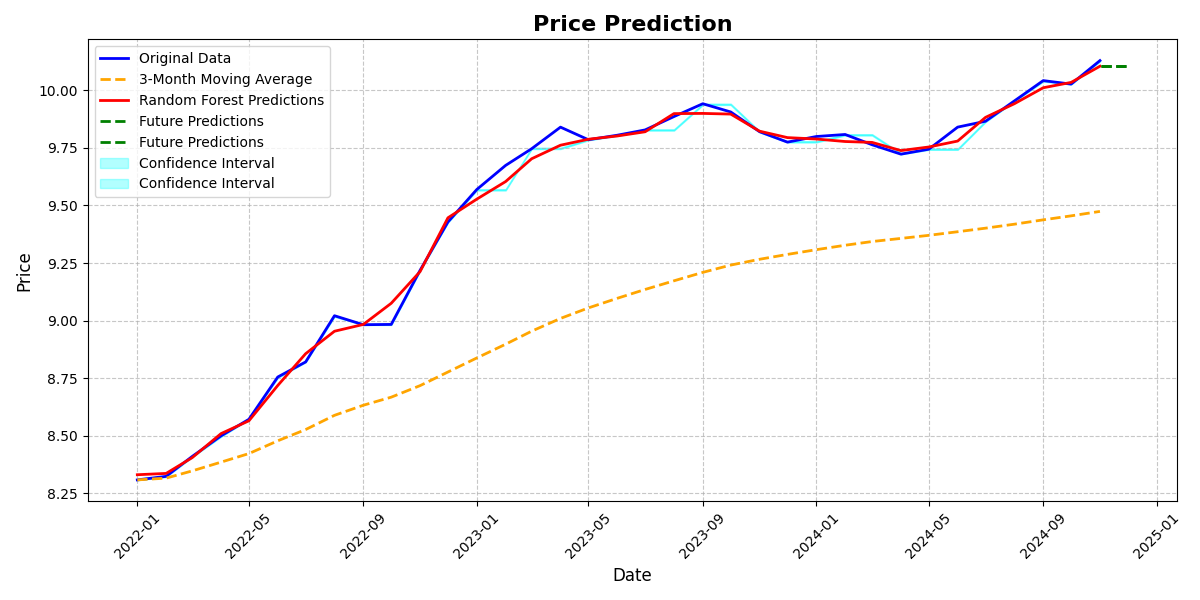 Price Prediction
Original Data
3-Month Moving Average
Random Forest Predictions
Future Predictions
Future Predictions
Confidence Interval
Confidence Interval
Price
10.00
9.75
9.50
9.25
9.00
8.75
8.50
8.25
2022-01
2022-05
2022-09
2023-01
2023-05
2023-09
2024-01
2024-05
2024-09
2025-01
Date